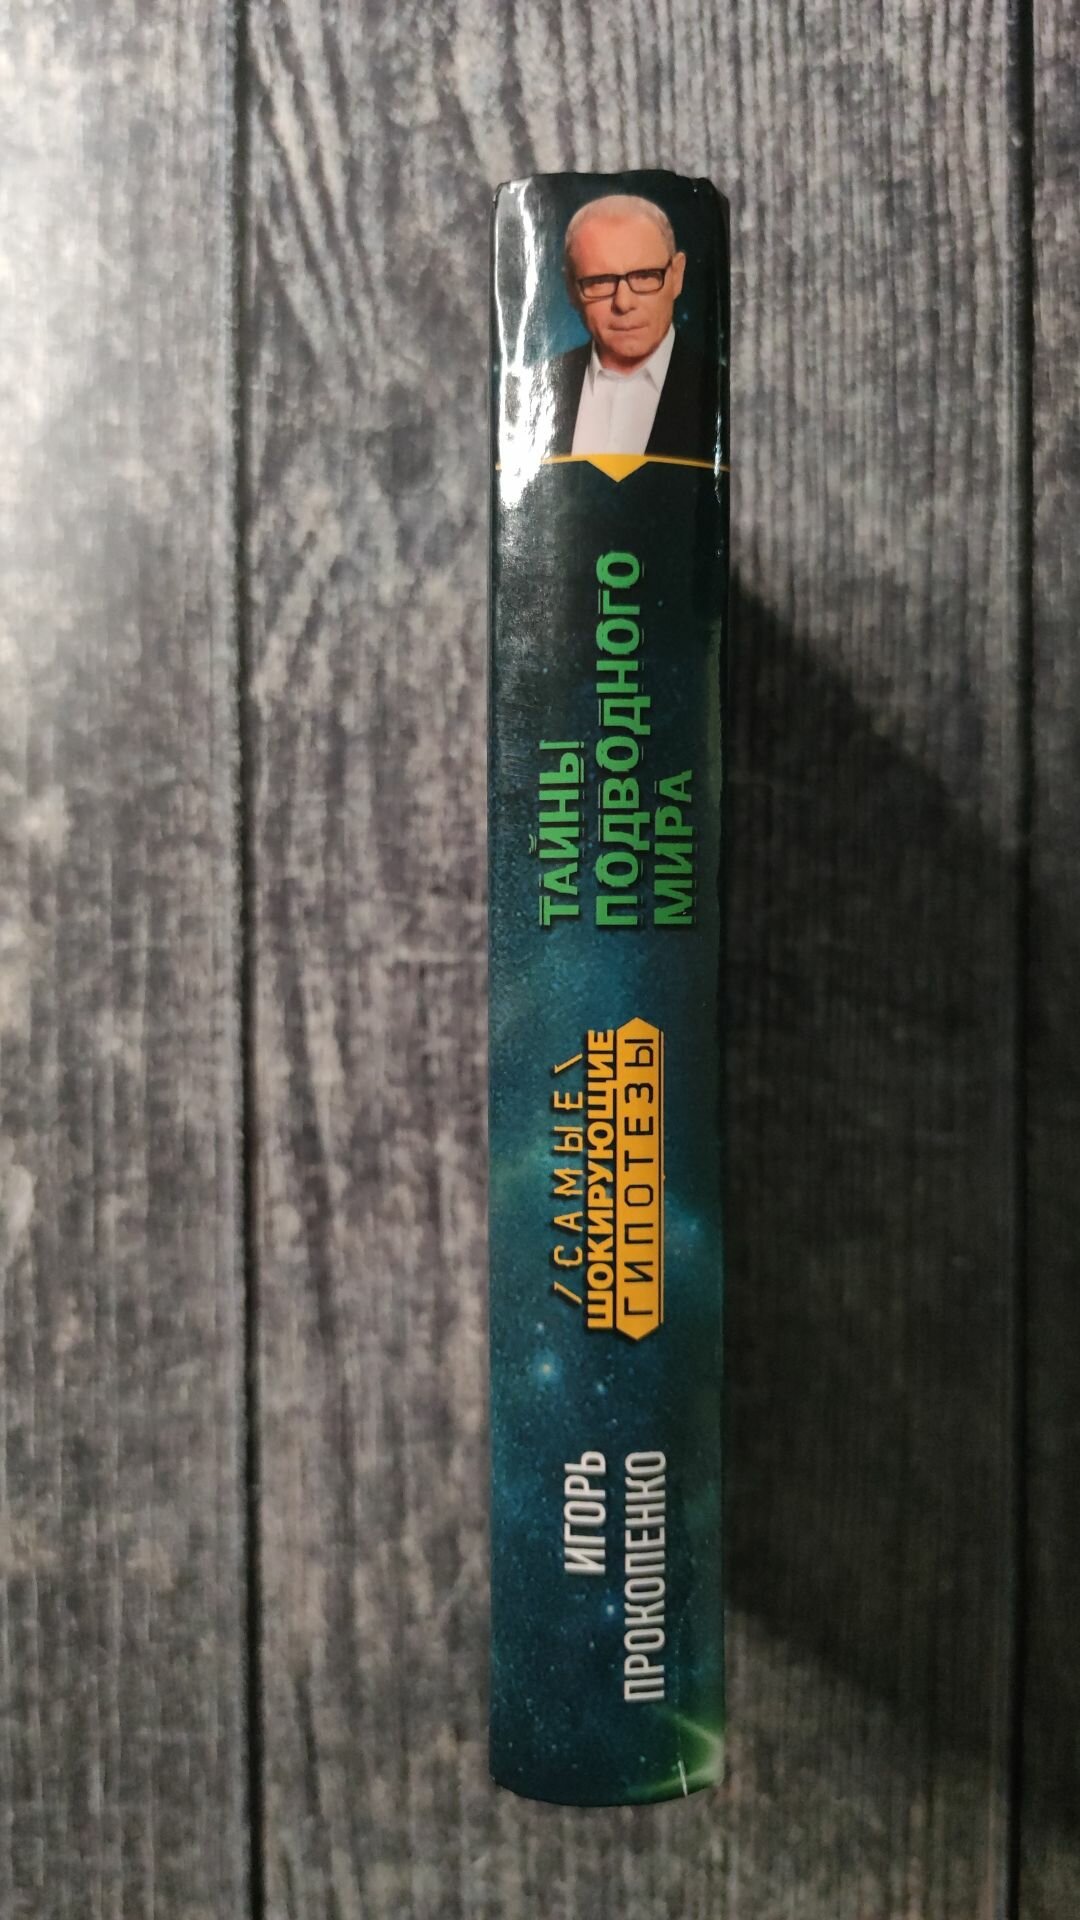 ИГОРЬ
ПРОКОПЕНКО
САМЫЕ
ШОКИРУЮЩИЕ
ГИПОТЕЗЫ
ТАЙНЫ
ПОДВОДНОГО
МИРА